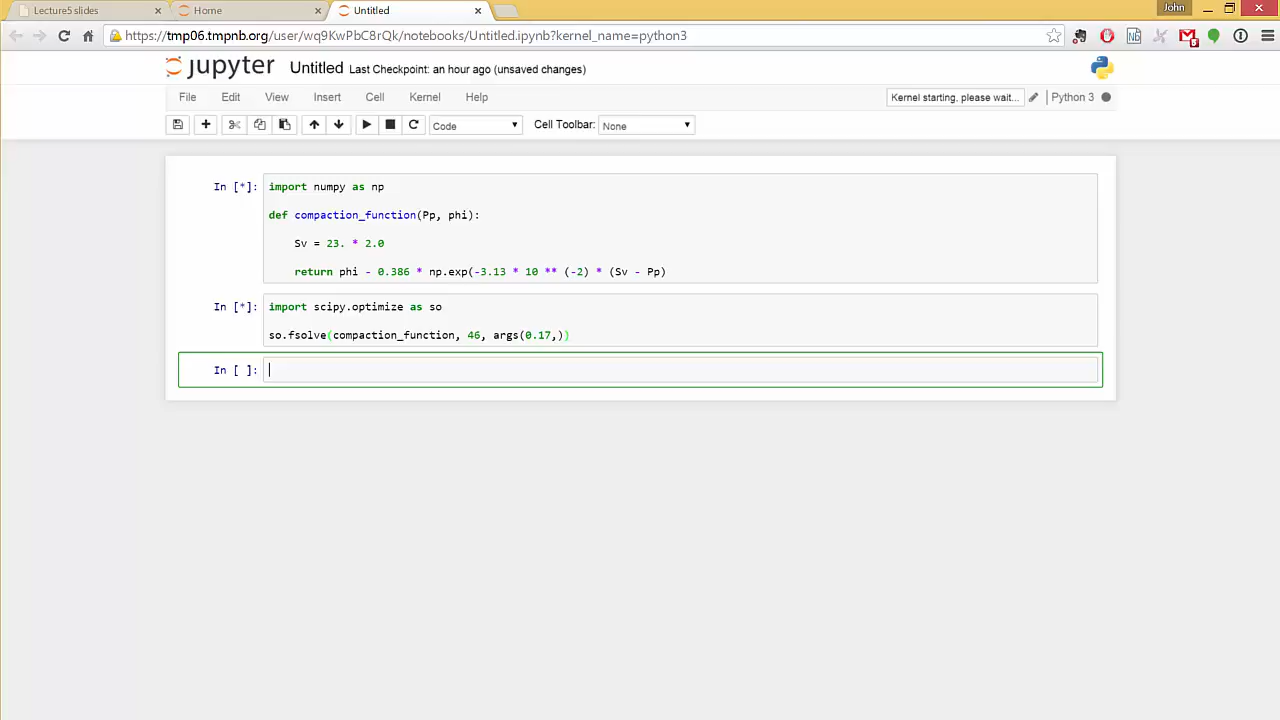 Lecture5 slides
Home
Untitled
John
https://tmp06.tmpnb.org/user/wq9KwPbC8rQk/notebooks/Untitled.ipynb?kernel_name=python3
jupyter Untitled Last Checkpoint: an hour ago (unsaved changes)
File Edit View Insert Cell Kernel Help
Kernel starting, please wait... Python 3
Code Cell Toolbar: None
In [*]: import numpy as np
def compaction_function(Pp, phi):
Sv = 23. * 2.0
return phi - 0.386 * np.exp(-3.13 * 10 ** (-2) * (Sv - Pp)
In [*]: import scipy.optimize as so
so.fsolve(compaction_function, 46, args(0.17,))
In [ ]: